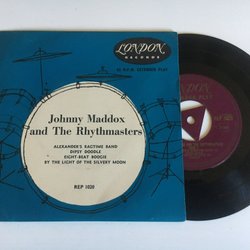 LONDON
RECORDS
45 R.P.M. EXTENDED PLAY
Johnny Maddox
and The Rhythmasters
ALEXANDER'S RAGTIME BAND
DIPSY DOODLE
EIGHT-BEAT BOOGIE
BY THE LIGHT OF THE SILVERY MOON
REP 1020
LONDON